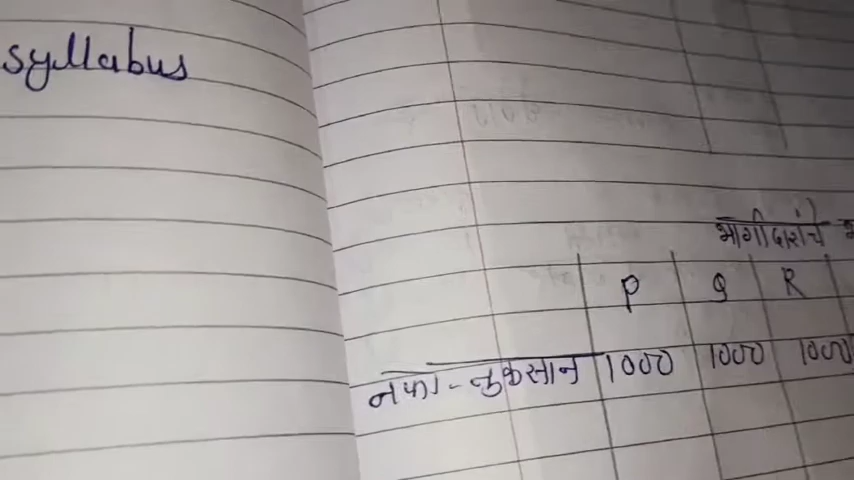 syllabus
भागीदारांचे
P Q R
नफा - नुकसान 1000 1000 1000